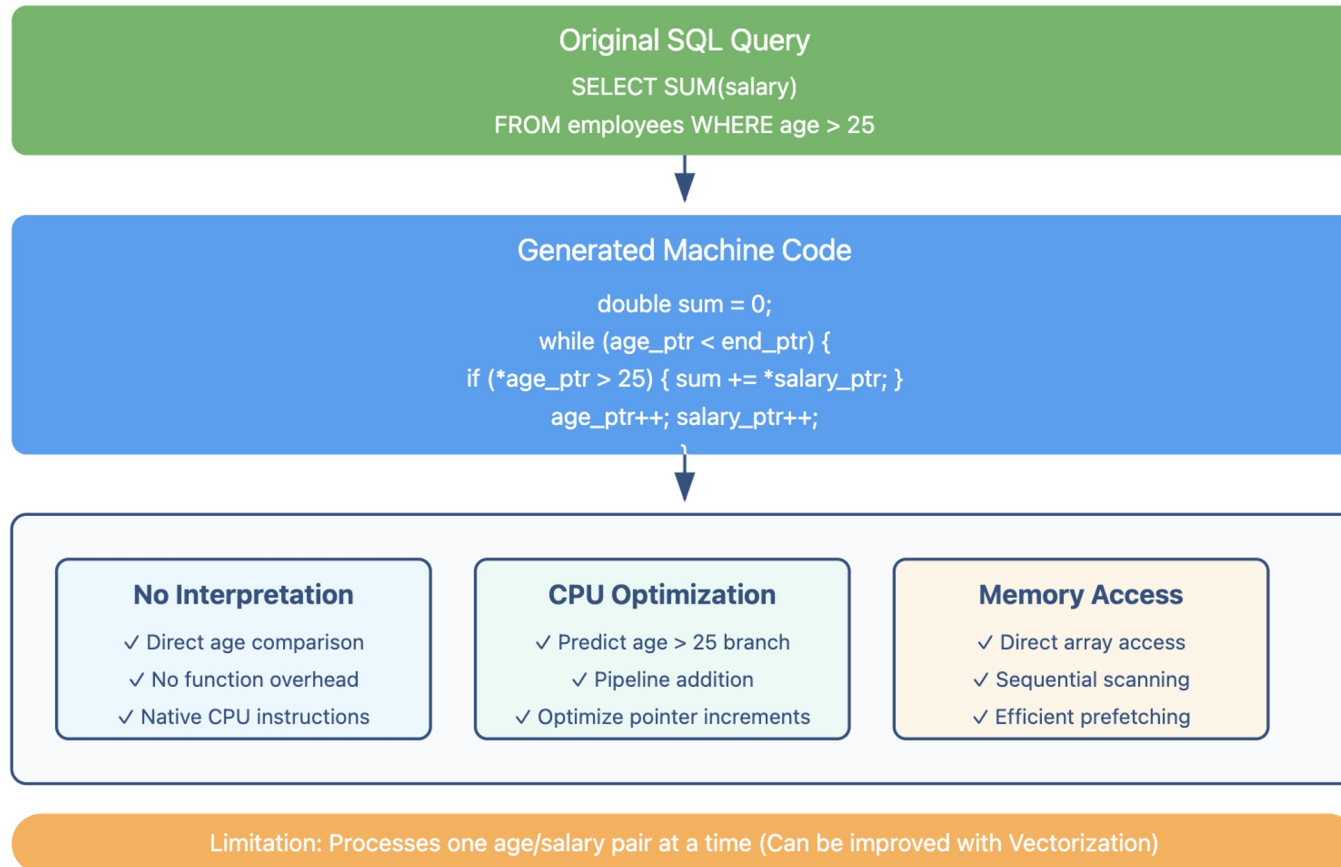 Original SQL Query
SELECT SUM(salary)
FROM employees WHERE age > 25
Generated Machine Code
double sum = 0;
while (age_ptr < end_ptr) {
if (*age_ptr > 25) { sum += *salary_ptr; }
age_ptr++; salary_ptr++;
}
No Interpretation
✓ Direct age comparison
✓ No function overhead
✓ Native CPU instructions
CPU Optimization
✓ Predict age > 25 branch
✓ Pipeline addition
✓ Optimize pointer increments
Memory Access
✓ Direct array access
✓ Sequential scanning
✓ Efficient prefetching
Limitation: Processes one age/salary pair at a time (Can be improved with Vectorization)